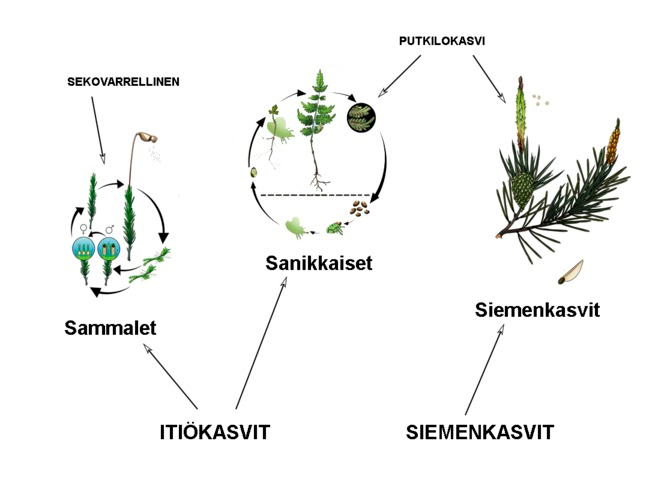 PUTKILOKASVI
SEKOVARRELLINEN
♀ ♂
Sanikkaiset
Siemenkasvit
Sammalet
ITIÖKASVIT
SIEMENKASVIT